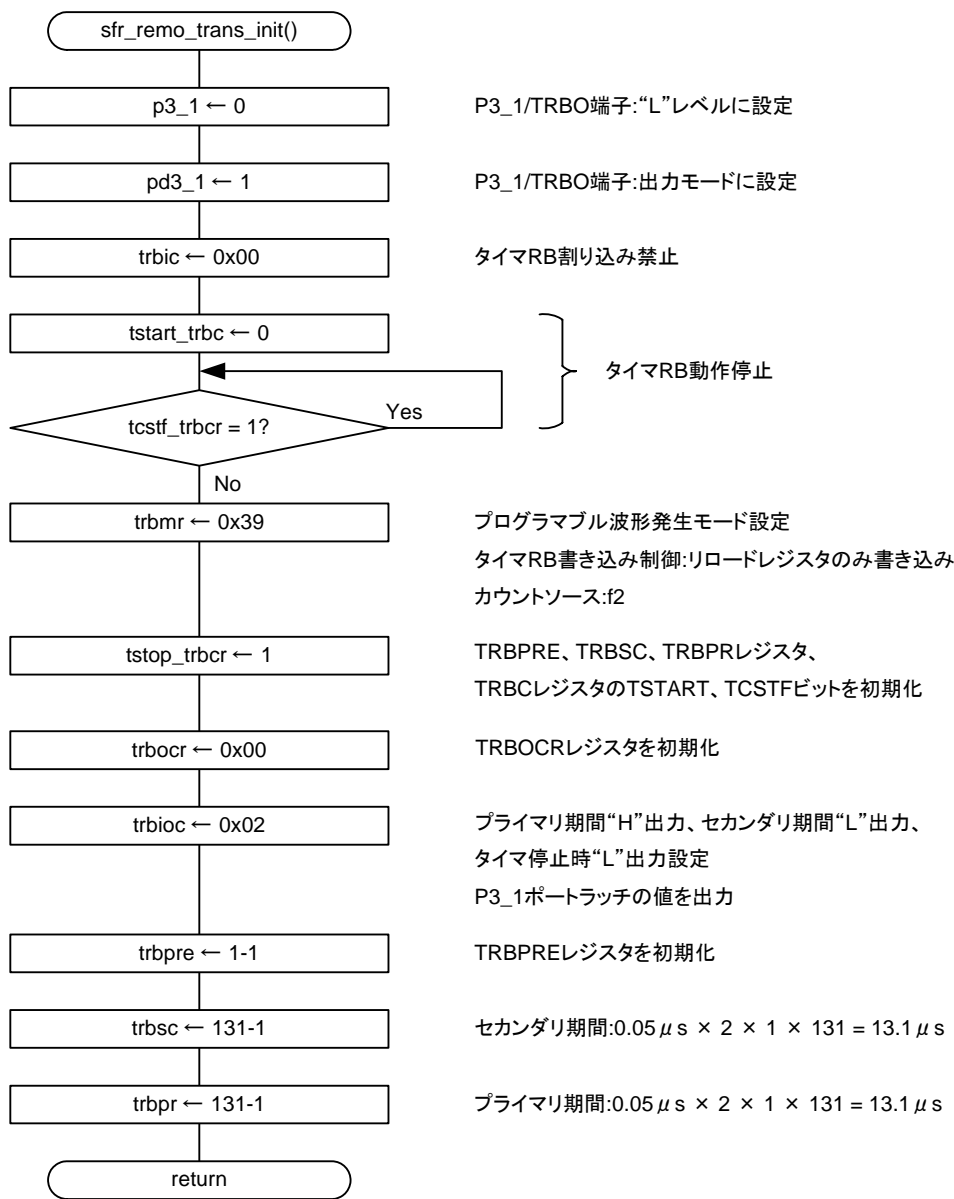 sfr_remo_trans_init()
p3_1 ← 0
P3_1/TRBO端子:“L”レベルに設定
pd3_1 ← 1
P3_1/TRBO端子:出力モードに設定
trbic ← 0x00
タイマRB割り込み禁止
tstart_trbc ← 0
タイマRB動作停止
tcstf_trbcr = 1?
Yes
No
trbmr ← 0x39
プログラマブル波形発生モード設定
タイマRB書き込み制御:リロードレジスタのみ書き込み
カウントソース:f2
tstop_trbcr ← 1
TRBPRE、TRBSC、TRBPRレジスタ、
TRBCレジスタのTSTART、TCSTFビットを初期化
trbocr ← 0x00
TRBOCRレジスタを初期化
trbioc ← 0x02
プライマリ期間“H”出力、セカンダリ期間“L”出力、
タイマ停止時“L”出力設定
P3_1ポートラッチの値を出力
trbpre ← 1-1
TRBPREレジスタを初期化
trbsc ← 131-1
セカンダリ期間:0.05μs × 2 × 1 × 131 = 13.1μs
trbpr ← 131-1
プライマリ期間:0.05μs × 2 × 1 × 131 = 13.1μs
return